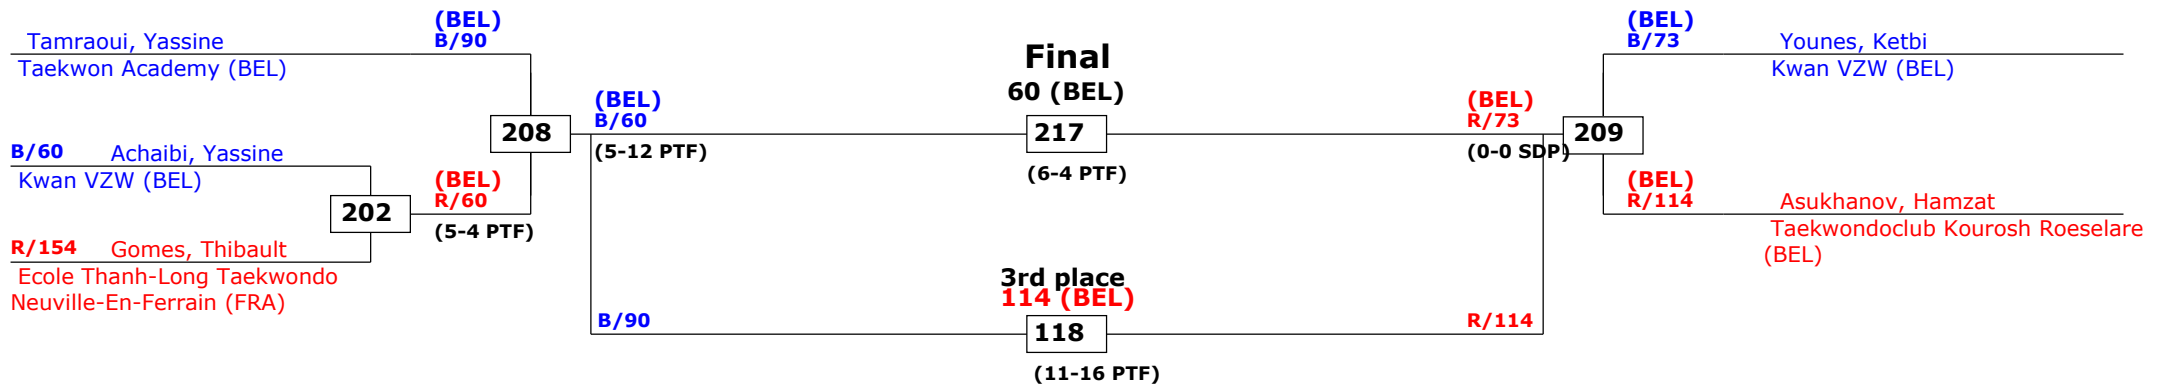 (BEL)
B/90
Tamraoui, Yassine
Taekwon Academy (BEL)
B/60 Achaibi, Yassine
Kwan VZW (BEL)
202
R/154 Gomes, Thibault
Ecole Thanh-Long Taekwondo
Neuville-En-Ferrain (FRA)
(BEL)
R/60
(5-4 PTF)
208
(BEL)
B/60
(5-12 PTF)
Final
60 (BEL)
217
(6-4 PTF)
3rd place
114 (BEL)
B/90
118
R/114
(11-16 PTF)
(BEL)
R/73
(0-0 SDP)
209
(BEL)
B/73
Younes, Ketbi
Kwan VZW (BEL)
(BEL)
R/114
Asukhanov, Hamzat
Taekwondoclub Kourosh Roeselare
(BEL)